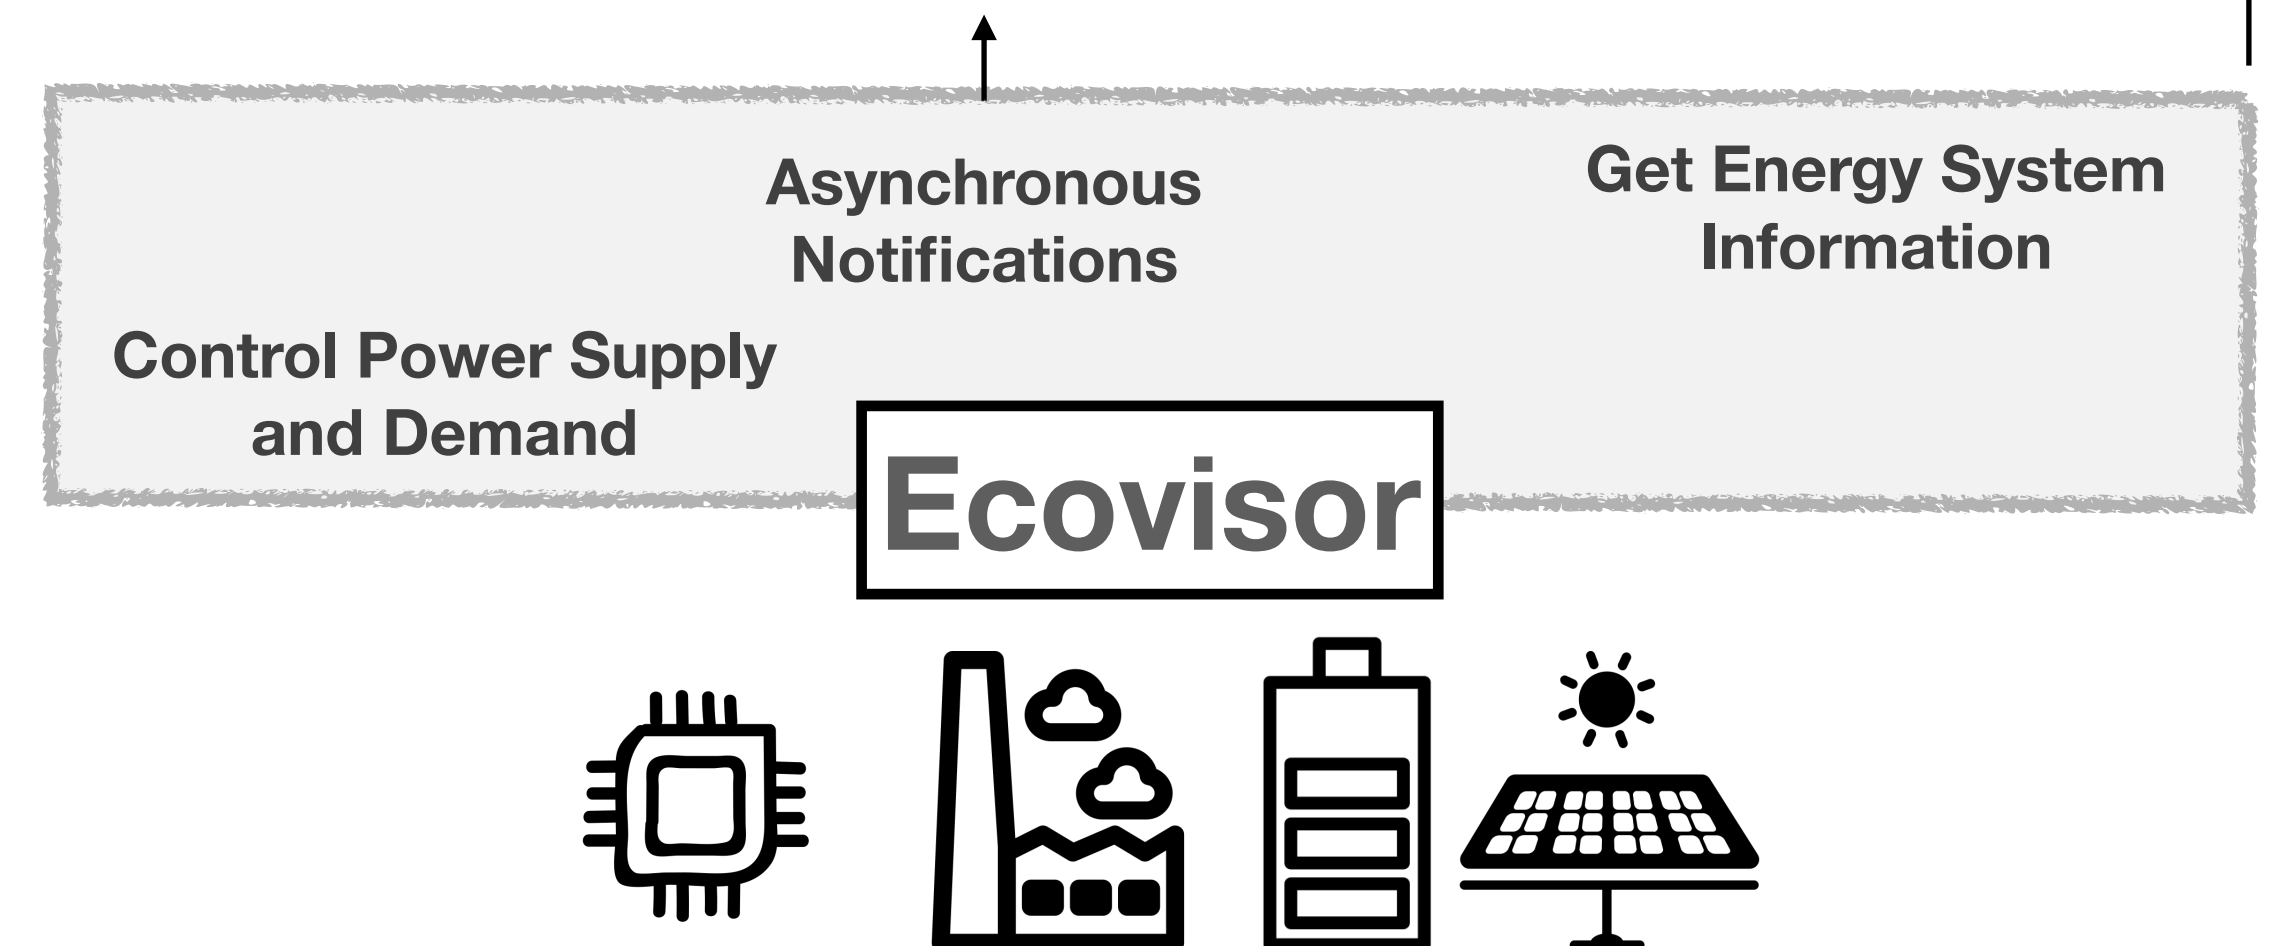 Asynchronous
Notifications
Get Energy System
Information
Control Power Supply
and Demand
Ecovisor